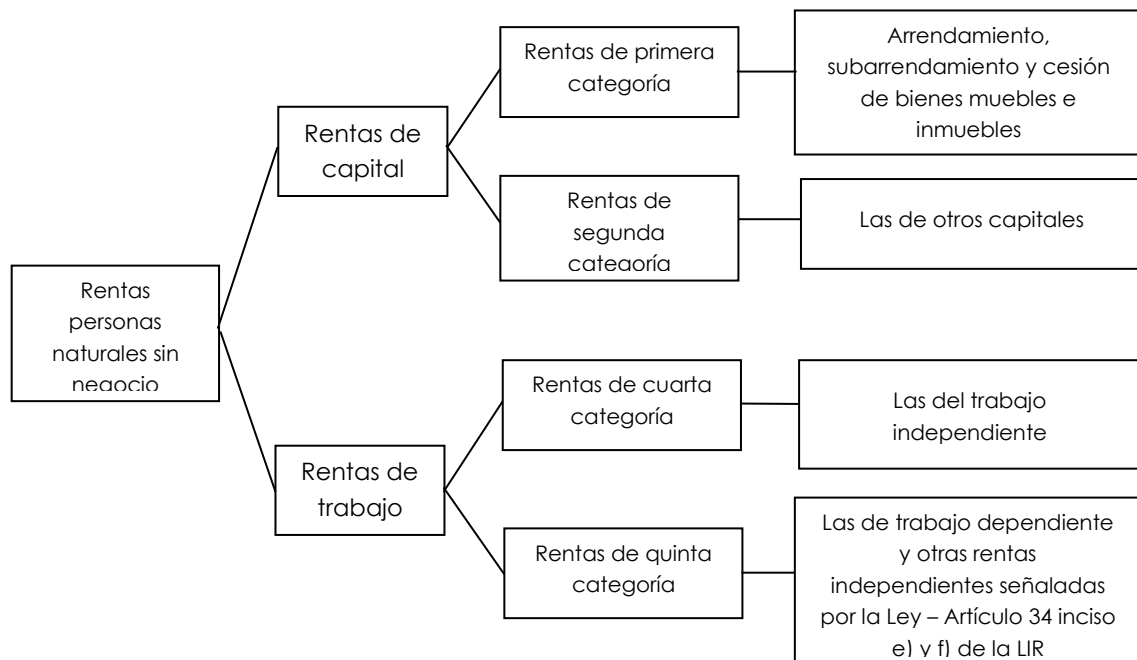 Rentas
personas
naturales sin
negocio
Rentas de
capital
Rentas de primera
categoría
Arrendamiento,
subarrendamiento y cesión
de bienes muebles e
inmuebles
Rentas de
segunda
categoría
Las de otros capitales
Rentas de
trabajo
Rentas de cuarta
categoría
Las del trabajo
independiente
Rentas de quinta
categoría
Las de trabajo dependiente
y otras rentas
independientes señaladas
por la Ley – Artículo 34 inciso
e) y f) de la LIR